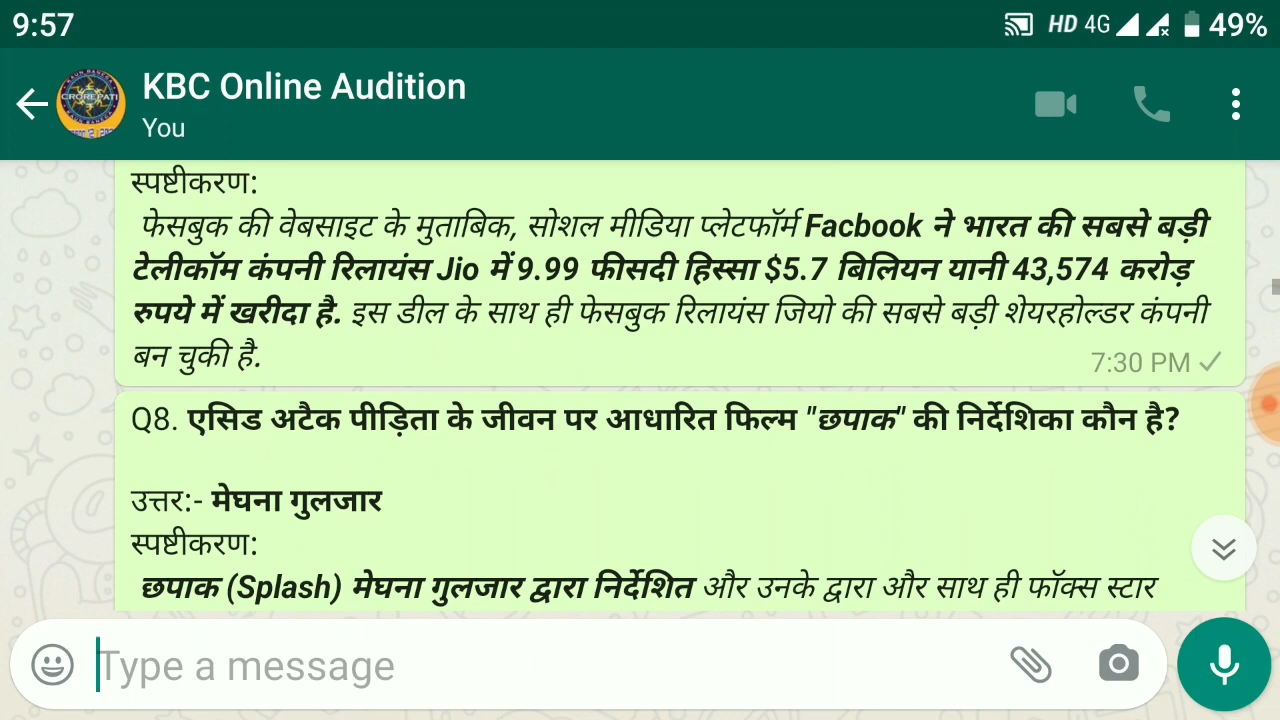 9:57
HD 4G 49%
KBC Online Audition
You
स्पष्टीकरण:
फेसबुक की वेबसाइट के मुताबिक, सोशल मीडिया प्लेटफॉर्म Facbook ने भारत की सबसे बड़ी
टेलीकॉम कंपनी रिलायंस Jio में 9.99 फीसदी हिस्सा $5.7 बिलियन यानी 43,574 करोड़
रुपये में खरीदा है. इस डील के साथ ही फेसबुक रिलायंस जियो की सबसे बड़ी शेयरहोल्डर कंपनी
बन चुकी है.
7:30 PM
Q8. एसिड अटैक पीड़िता के जीवन पर आधारित फिल्म "छपाक" की निर्देशिका कौन है?
उत्तर:- मेघना गुलजार
स्पष्टीकरण:
छपाक (Splash) मेघना गुलजार द्वारा निर्देशित और उनके द्वारा और साथ ही फॉक्स स्टार
Type a message